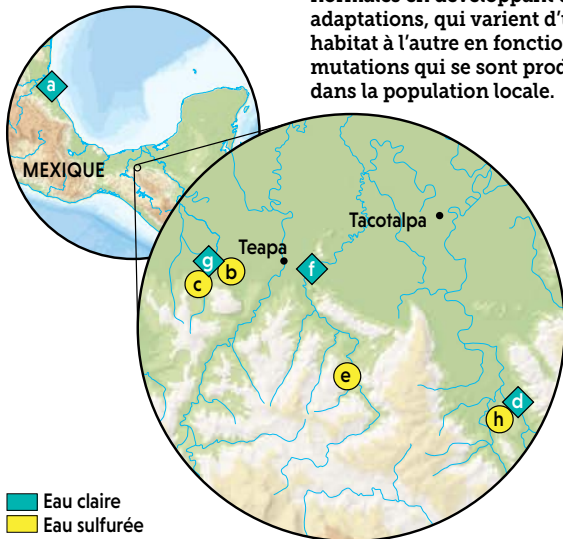 adaptations, qui varient d’u
habitat à l’autre en fonctio
mutations qui se sont prod
dans la population locale.
a
MEXIQUE
Tacotalpa
Teapa
g
b
f
c
e
d
h
Eau claire
Eau sulfurée